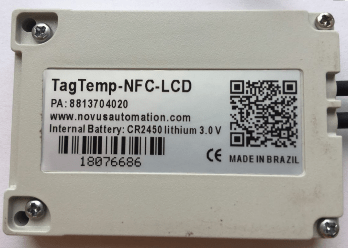 TagTemp-NFC-LCD
PA: 8813704020
www.novusautomation.com
Internal Battery: CR2450 lithium 3.0 V
18076686
CE MADE IN BRAZIL